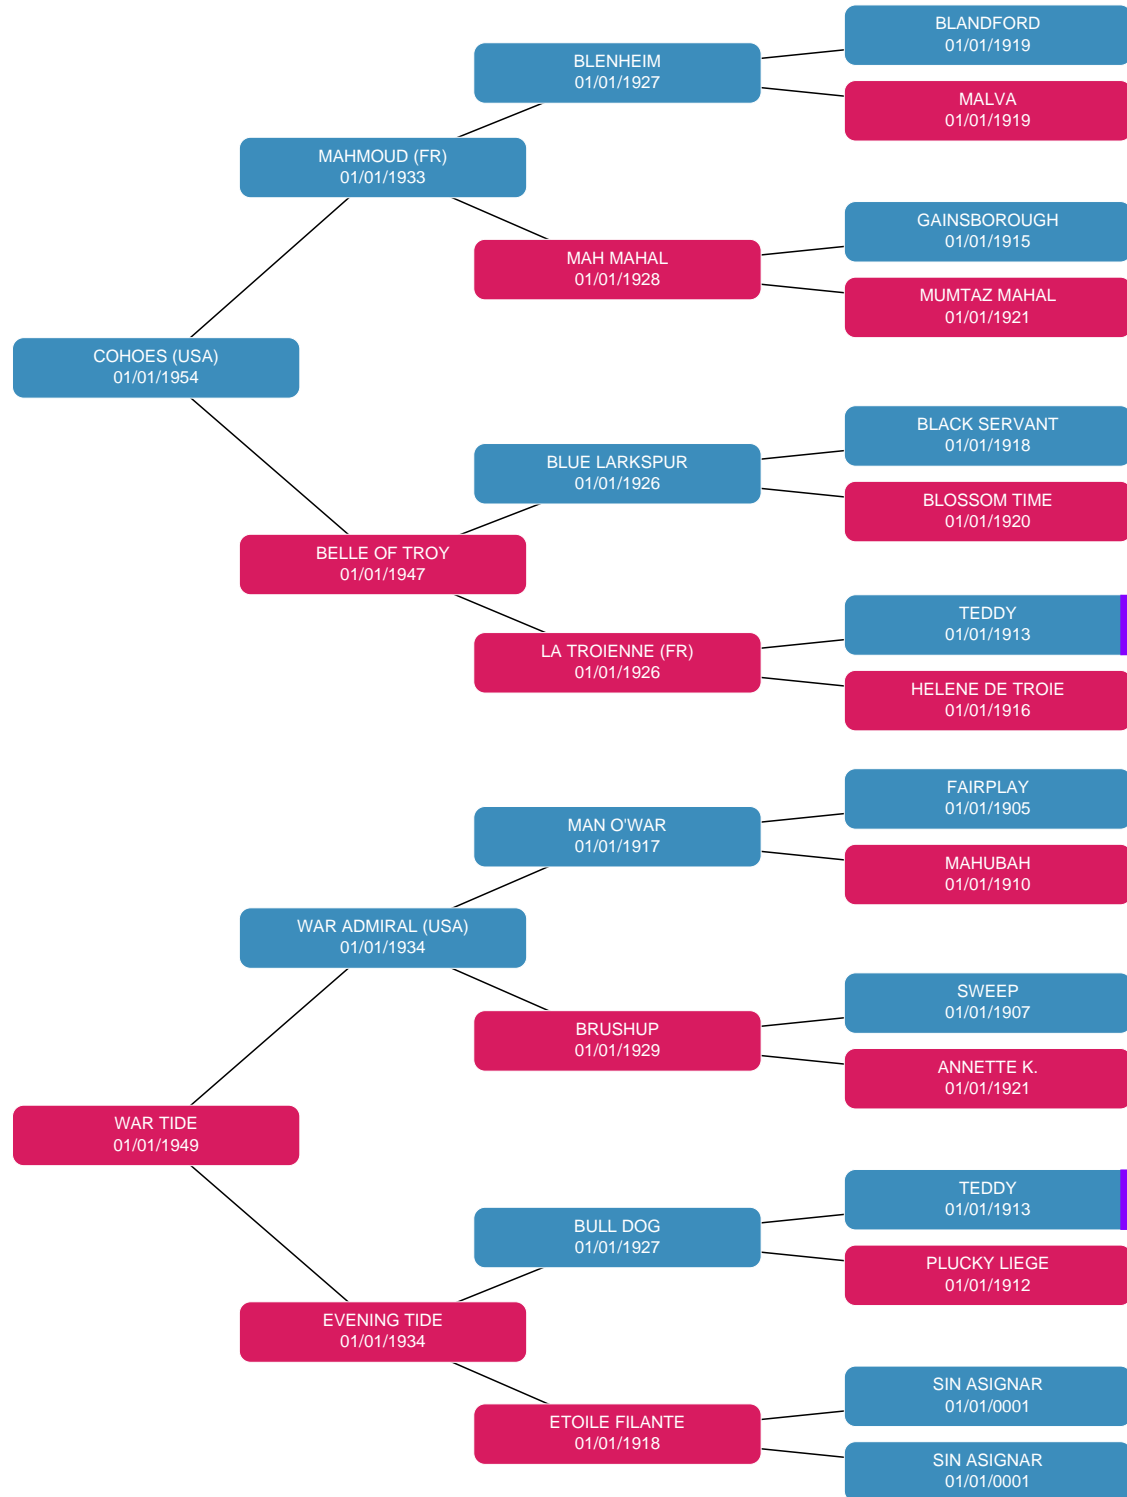 BLANDFORD
01/01/1919
BLENHEIM
01/01/1927
MALVA
01/01/1919
MAHMOUD (FR)
01/01/1933
GAINSBOROUGH
01/01/1915
MAH MAHAL
01/01/1928
MUMTAZ MAHAL
01/01/1921
COHOES (USA)
01/01/1954
BLACK SERVANT
01/01/1918
BLUE LARKSPUR
01/01/1926
BLOSSOM TIME
01/01/1920
BELLE OF TROY
01/01/1947
TEDDY
01/01/1913
LA TROIENNE (FR)
01/01/1926
HELENE DE TROIE
01/01/1916
FAIRPLAY
01/01/1905
MAN O'WAR
01/01/1917
MAHUBAH
01/01/1910
WAR ADMIRAL (USA)
01/01/1934
SWEEP
01/01/1907
BRUSHUP
01/01/1929
ANNETTE K.
01/01/1921
WAR TIDE
01/01/1949
TEDDY
01/01/1913
BULL DOG
01/01/1927
PLUCKY LIEGE
01/01/1912
EVENING TIDE
01/01/1934
SIN ASIGNAR
01/01/0001
ETOILE FILANTE
01/01/1918
SIN ASIGNAR
01/01/0001